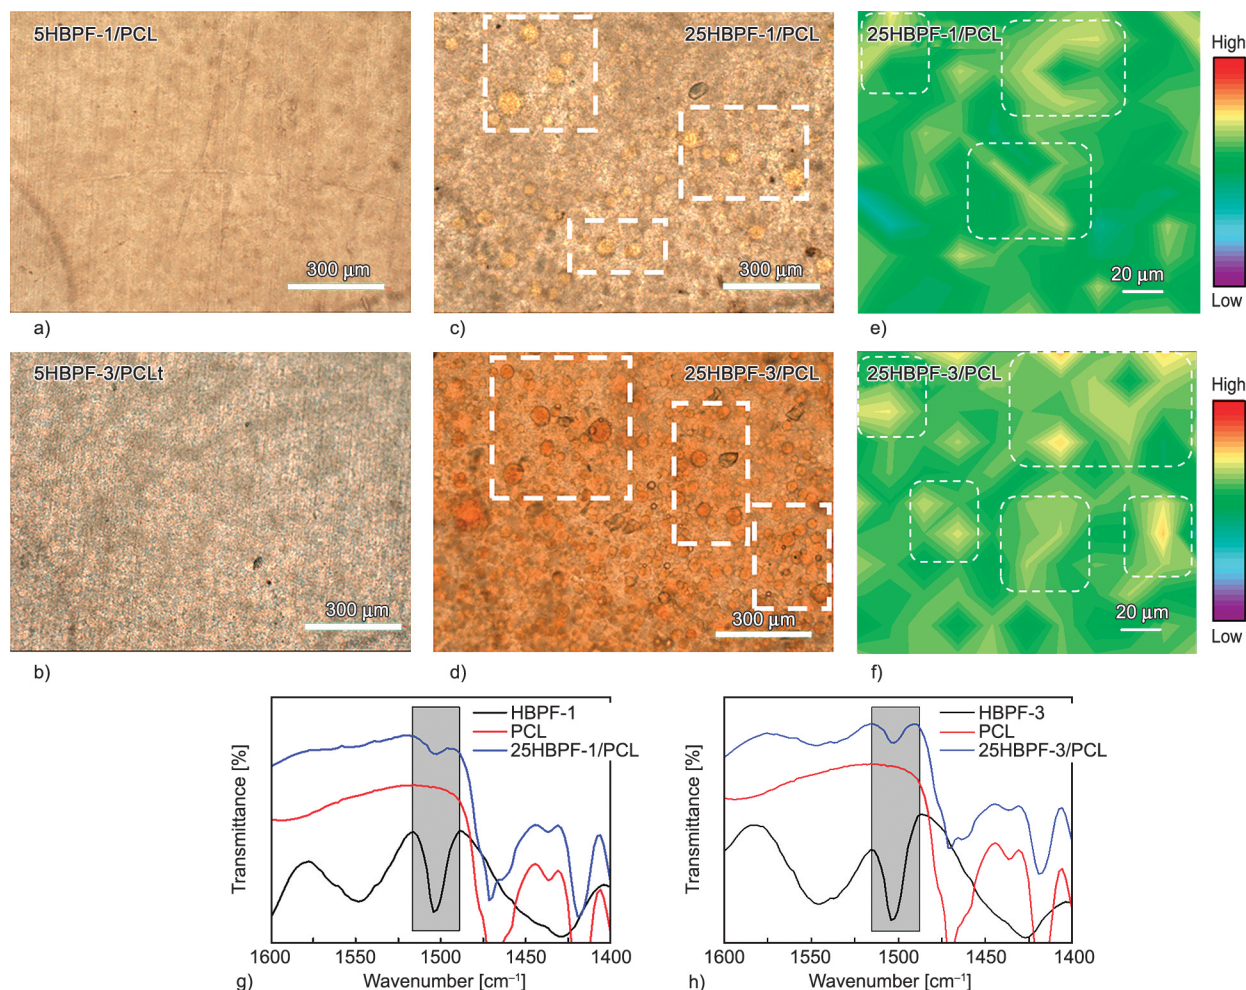 5HBPF-1/PCL
300 µm
a)
25HBPF-1/PCL
300 µm
c)
25HBPF-1/PCL
20 µm
e)
High
Low
5HBPF-3/PCLt
300 µm
b)
25HBPF-3/PCL
300 µm
d)
25HBPF-3/PCL
20 µm
f)
High
Low
HBPF-1
PCL
25HBPF-1/PCL
Transmittance [%]
1600 1550 1500 1450 1400
Wavenumber [cm⁻¹]
g)
HBPF-3
PCL
25HBPF-3/PCL
Transmittance [%]
1600 1550 1500 1450 1400
Wavenumber [cm⁻¹]
h)